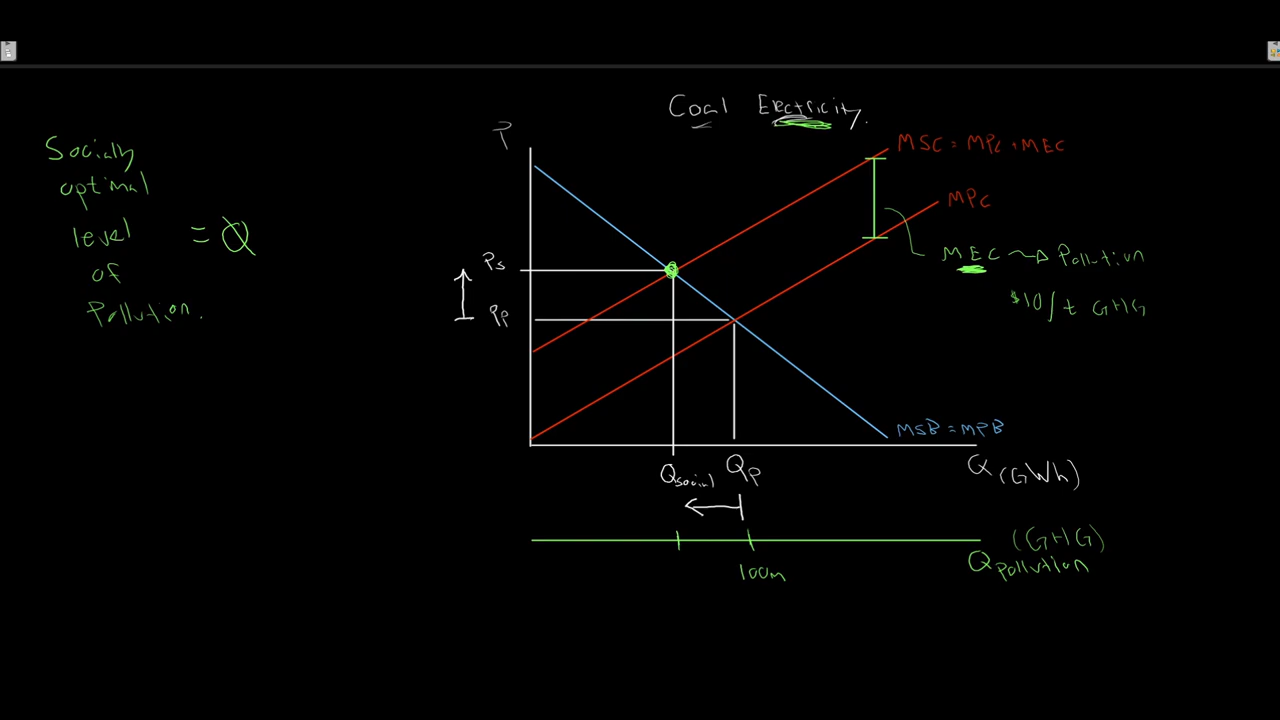 Coal Electricity.
P
MSC = MPC + MEC
Socially
optimal
level
of
Pollution.
= Q
MPC
MEC → Pollution
$10/t GHG
Ps
Pp
MSB = MPB
Qsocial
Qp
Q (GWh)
(GHG)
Qpollution
100m